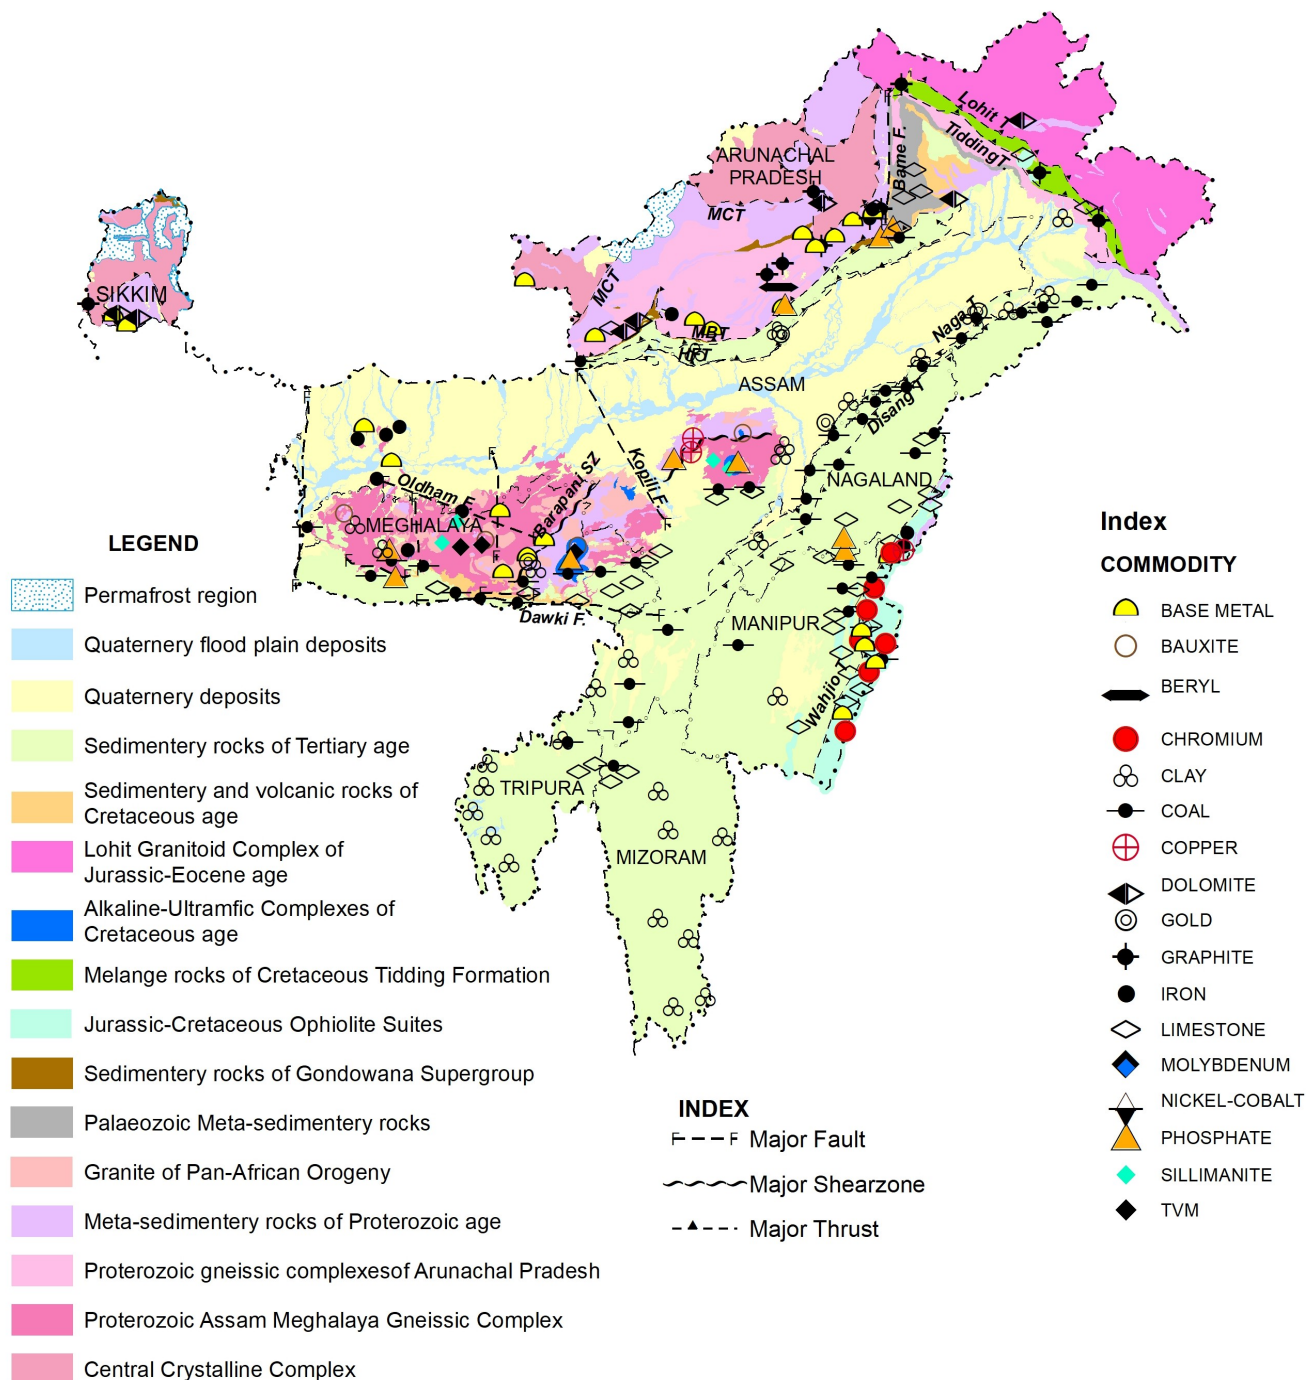 Lohit T
Tidding T.
Bame F.
ARUNACHAL
PRADESH
MCT
MCT
SIKKIM
MBT
HFT
Naga T.
ASSAM
Disang T
Kopili F.
NAGALAND
Oldham F
Barapani SZ
MEGHALAYA
Dawki F.
MANIPUR
Wahjio T
TRIPURA
MIZORAM
LEGEND
Permafrost region
Quaternery flood plain deposits
Quaternery deposits
Sedimentery rocks of Tertiary age
Sedimentery and volcanic rocks of
Cretaceous age
Lohit Granitoid Complex of
Jurassic-Eocene age
Alkaline-Ultramfic Complexes of
Cretaceous age
Melange rocks of Cretaceous Tidding Formation
Jurassic-Cretaceous Ophiolite Suites
Sedimentery rocks of Gondowana Supergroup
Palaeozoic Meta-sedimentery rocks
Granite of Pan-African Orogeny
Meta-sedimentery rocks of Proterozoic age
Proterozoic gneissic complexesof Arunachal Pradesh
Proterozoic Assam Meghalaya Gneissic Complex
Central Crystalline Complex
INDEX
F F Major Fault
Major Shearzone
Major Thrust
Index
COMMODITY
BASE METAL
BAUXITE
BERYL
CHROMIUM
CLAY
COAL
COPPER
DOLOMITE
GOLD
GRAPHITE
IRON
LIMESTONE
MOLYBDENUM
NICKEL-COBALT
PHOSPHATE
SILLIMANITE
TVM